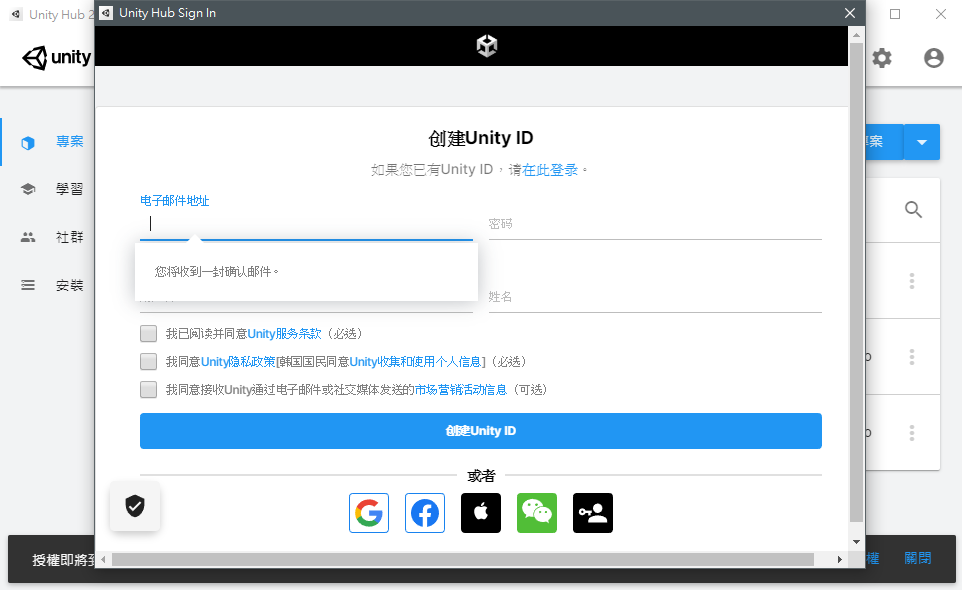 Unity Hub 2
Unity Hub Sign In
unity
创建Unity ID
如果您已有Unity ID，请在此登录。
专案
學習
社群
安裝
專案
电子邮件地址
密码
您将收到一封确认邮件。
姓名
我已阅读并同意Unity服务条款（必选）
我同意Unity隐私政策[韩国国民同意Unity收集和使用个人信息]（必选）
我同意接收Unity通过电子邮件或社交媒体发送的市场营销活动信息（可选）
创建Unity ID
或者
授權即將到
權
關閉